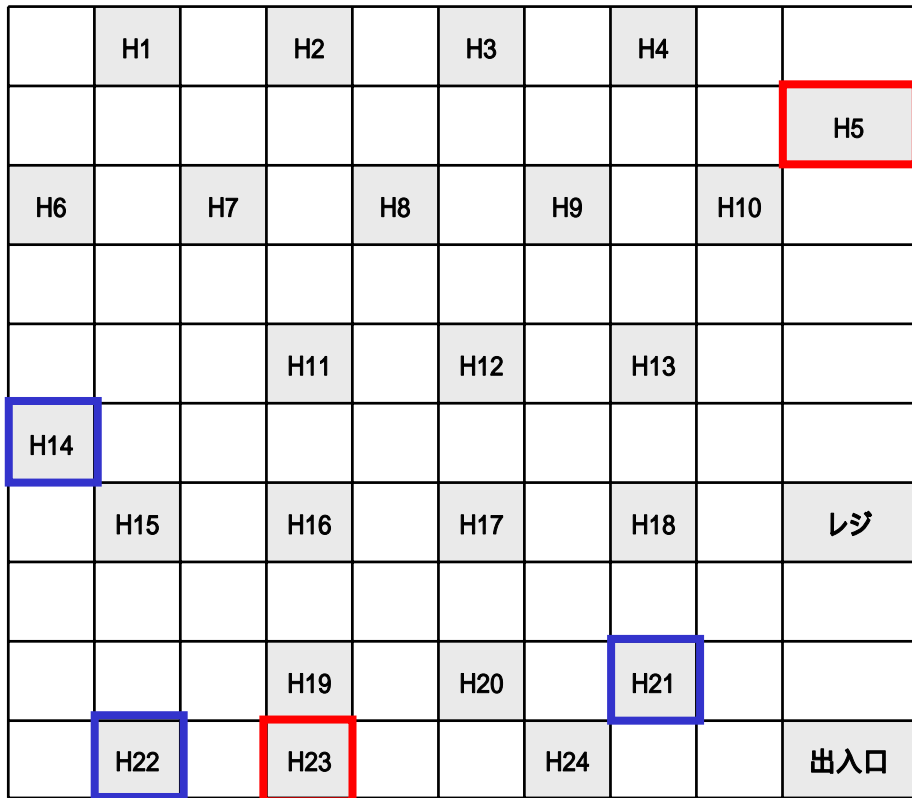 H1 H2 H3 H4
H5
H6 H7 H8 H9 H10
H11 H12 H13
H14
H15 H16 H17 H18 レジ
H19 H20 H21
H22 H23 H24 出入口